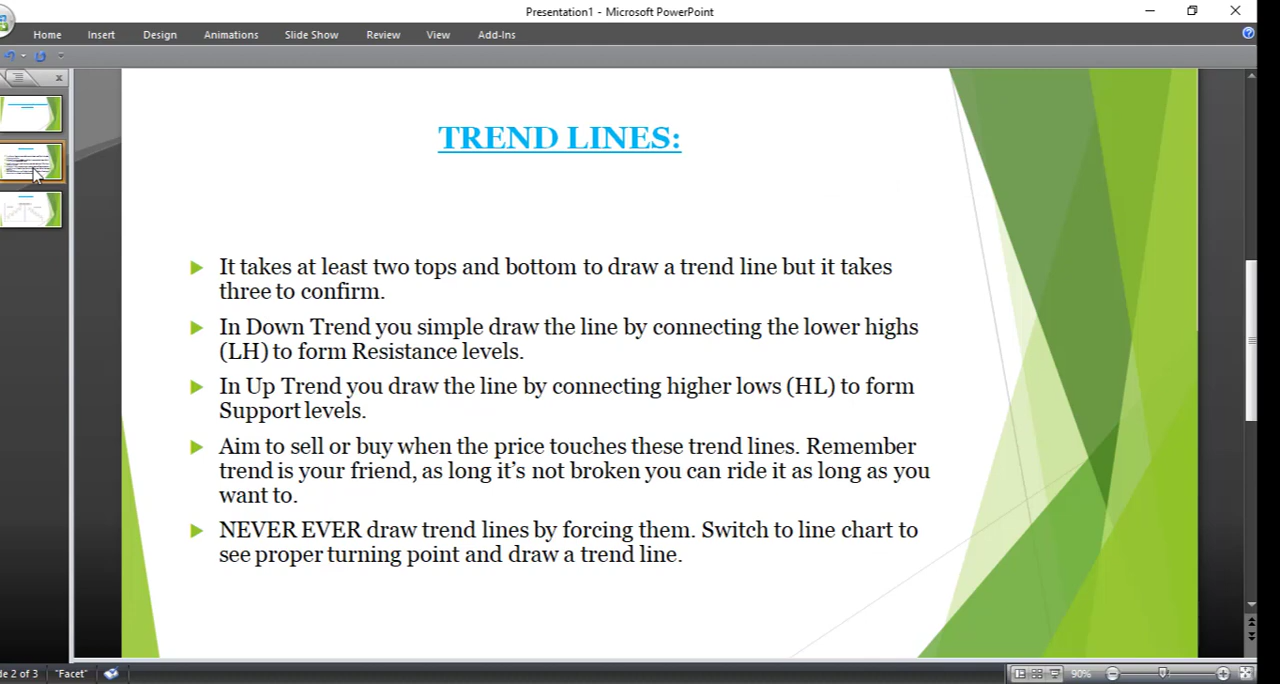 Presentation1 - Microsoft PowerPoint
Home Insert Design Animations Slide Show Review View Add-Ins
TREND LINES:
It takes at least two tops and bottom to draw a trend line but it takes
three to confirm.
In Down Trend you simple draw the line by connecting the lower highs
(LH) to form Resistance levels.
In Up Trend you draw the line by connecting higher lows (HL) to form
Support levels.
Aim to sell or buy when the price touches these trend lines. Remember
trend is your friend, as long it's not broken you can ride it as long as you
want to.
NEVER EVER draw trend lines by forcing them. Switch to line chart to
see proper turning point and draw a trend line.
de 2 of 3 "Facet" 90%